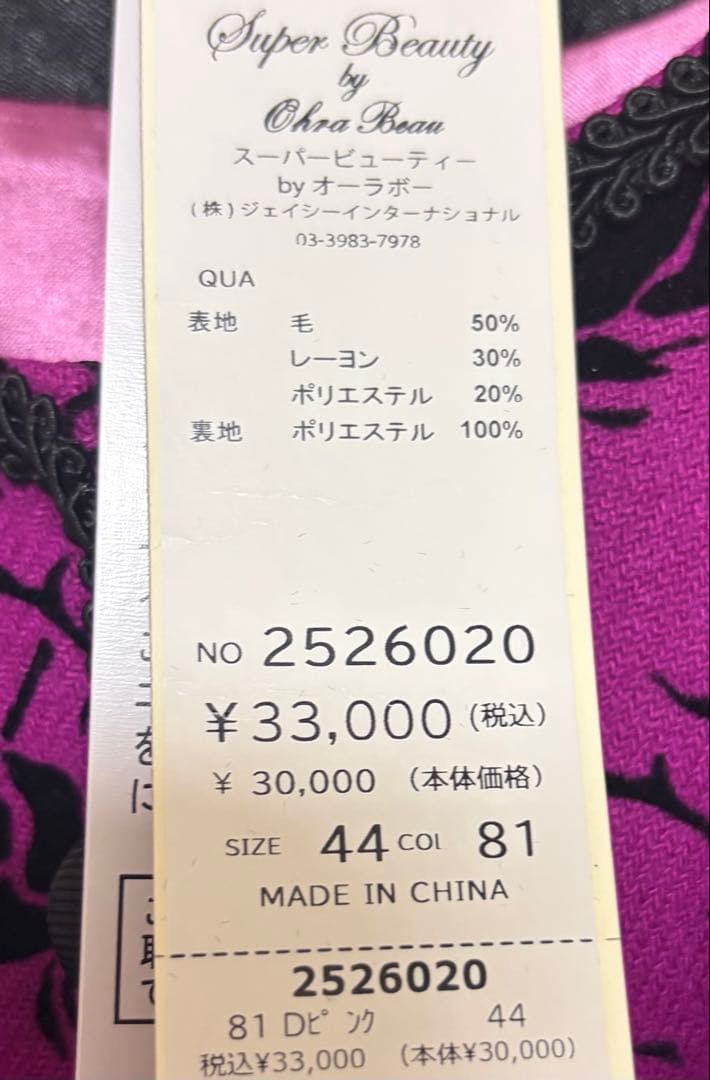 Super Beauty
by
Ohra Beau
スーパービューティー
by オーラボー
(株)ジェイシーインターナショナル
03-3983-7978
QUA
表地 毛 50%
レーヨン 30%
ポリエステル 20%
裏地 ポリエステル 100%
NO 2526020
¥33,000 (税込)
¥ 30,000 (本体価格)
SIZE 44 COL 81
MADE IN CHINA
2526020
81 Dピンク 44
税込¥33,000 (本体¥30,000)
を
に